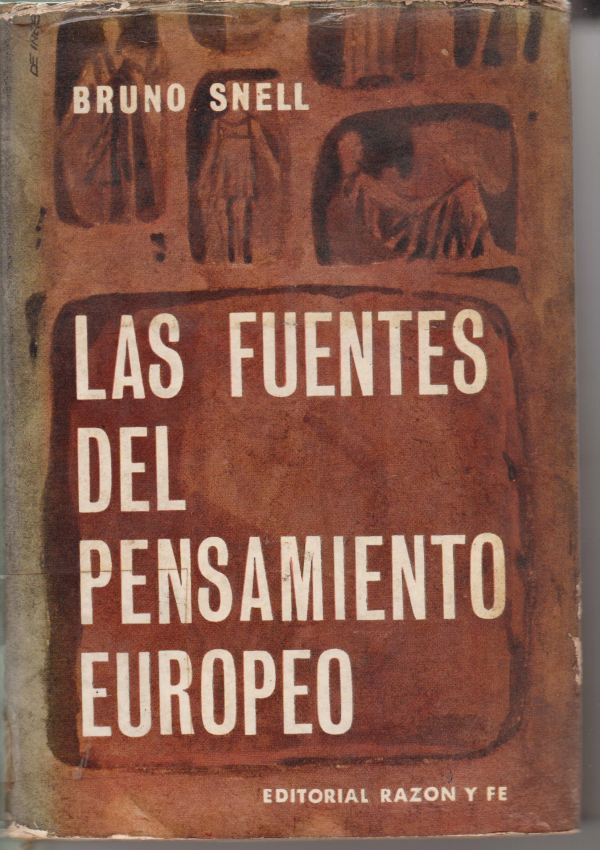 BRUNO SNELL
LAS FUENTES
DEL
PENSAMIENTO
EUROPEO
EDITORIAL RAZON Y FE